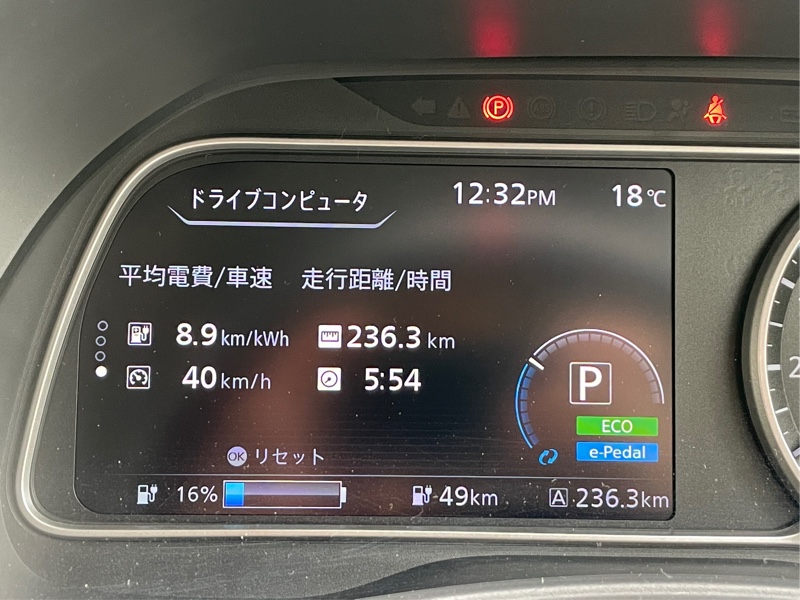 (P)
ドライブコンピュータ 12:32PM 18℃
平均電費/車速 走行距離/時間
8.9 km/kWh 236.3 km
40 km/h 5:54
P
ECO
e-Pedal
OK リセット
16% 49km A 236.3km
2